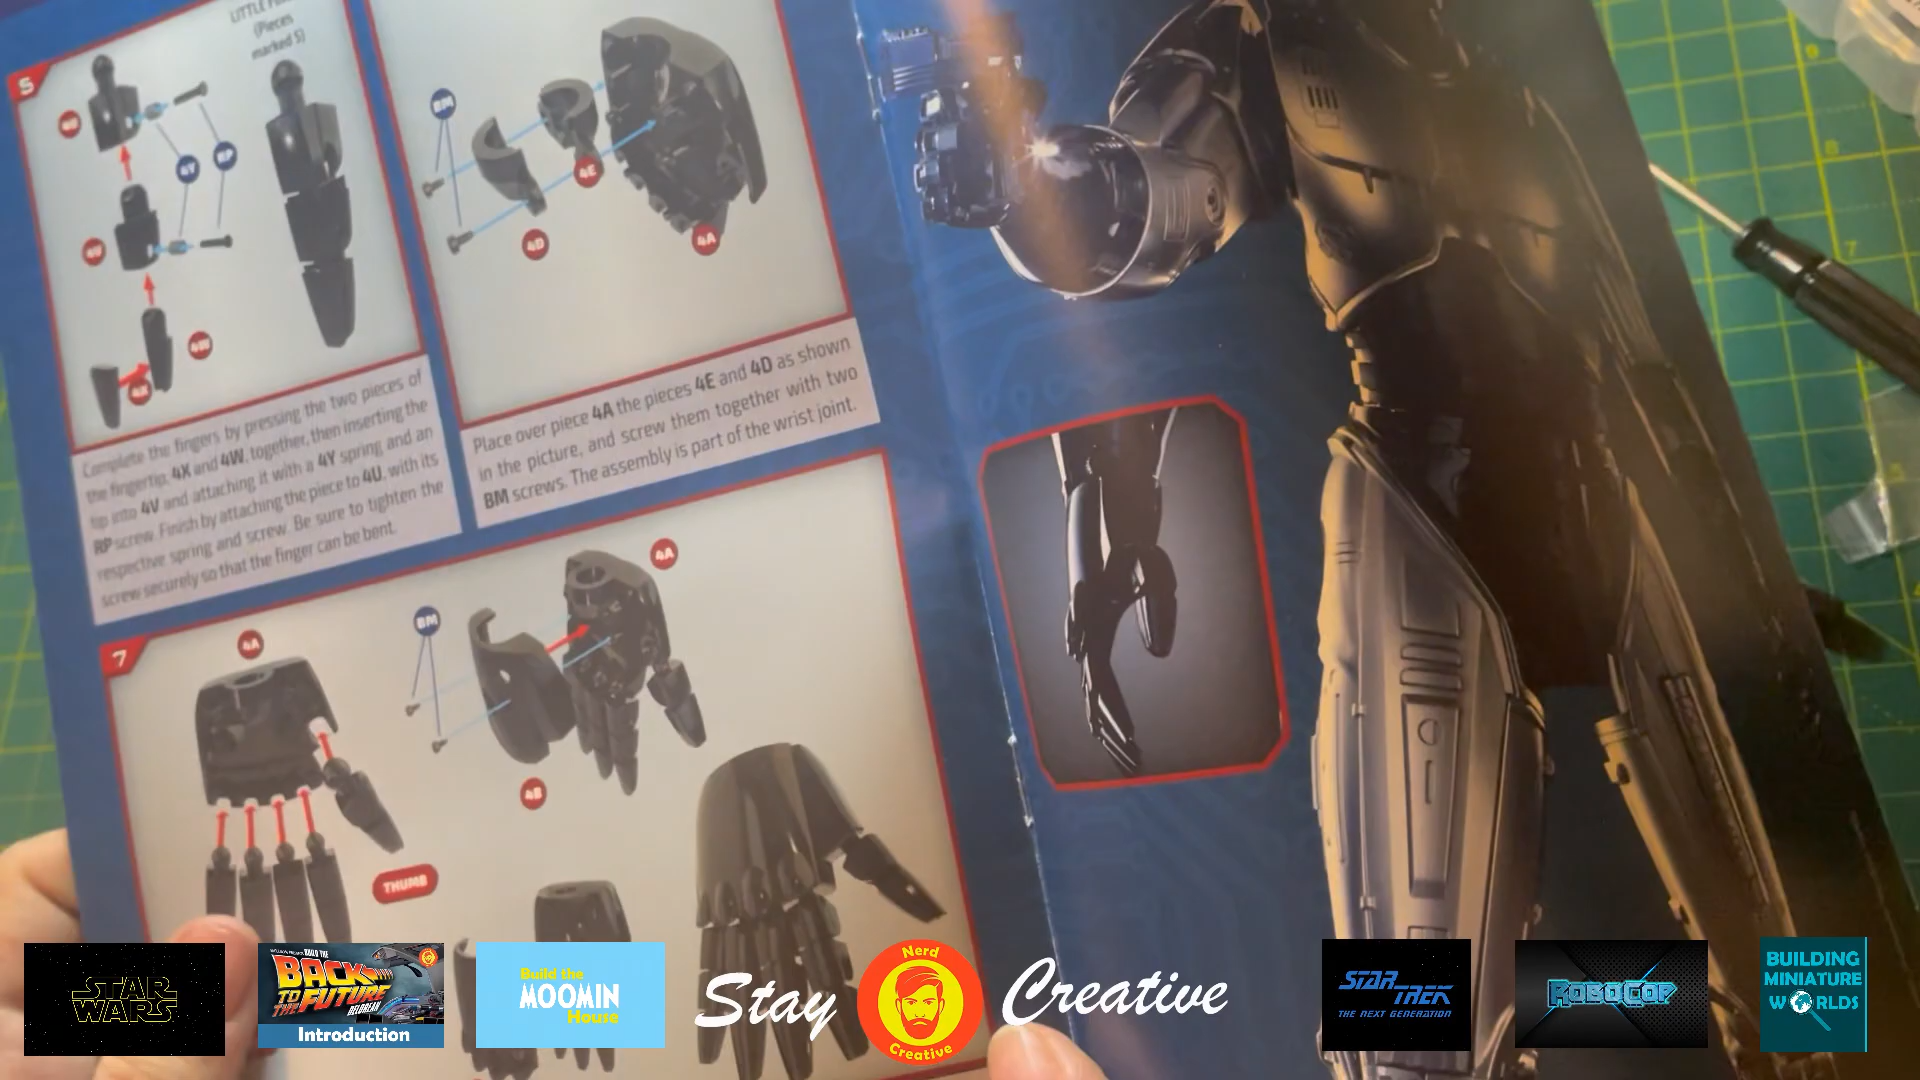 5
LITTLE
(Pieces
marked S)
4U
4Y
RP
4V
4W
4X
Complete the fingers by pressing the two pieces of
the fingertip, 4X and 4W, together, then inserting the
tip into 4V and attaching it with a 4Y spring and an
RP screw. Finish by attaching the piece to 4U, with its
respective spring and screw. Be sure to tighten the
screw securely so that the finger can be bent.
BM
4E
4D
4A
Place over piece 4A the pieces 4E and 4D as shown
in the picture, and screw them together with two
BM screws. The assembly is part of the wrist joint.
7
4A
BM
4A
4B
THUMB
STAR
WARS
BUILD THE
BACK
TO THE
FUTURE
DELOREAN
Introduction
Build the
MOOMIN
House
Stay
Nerd
Creative
Creative
STAR TREK
THE NEXT GENERATION
ROBOCOP
BUILDING
MINIATURE
WORLDS
8
7